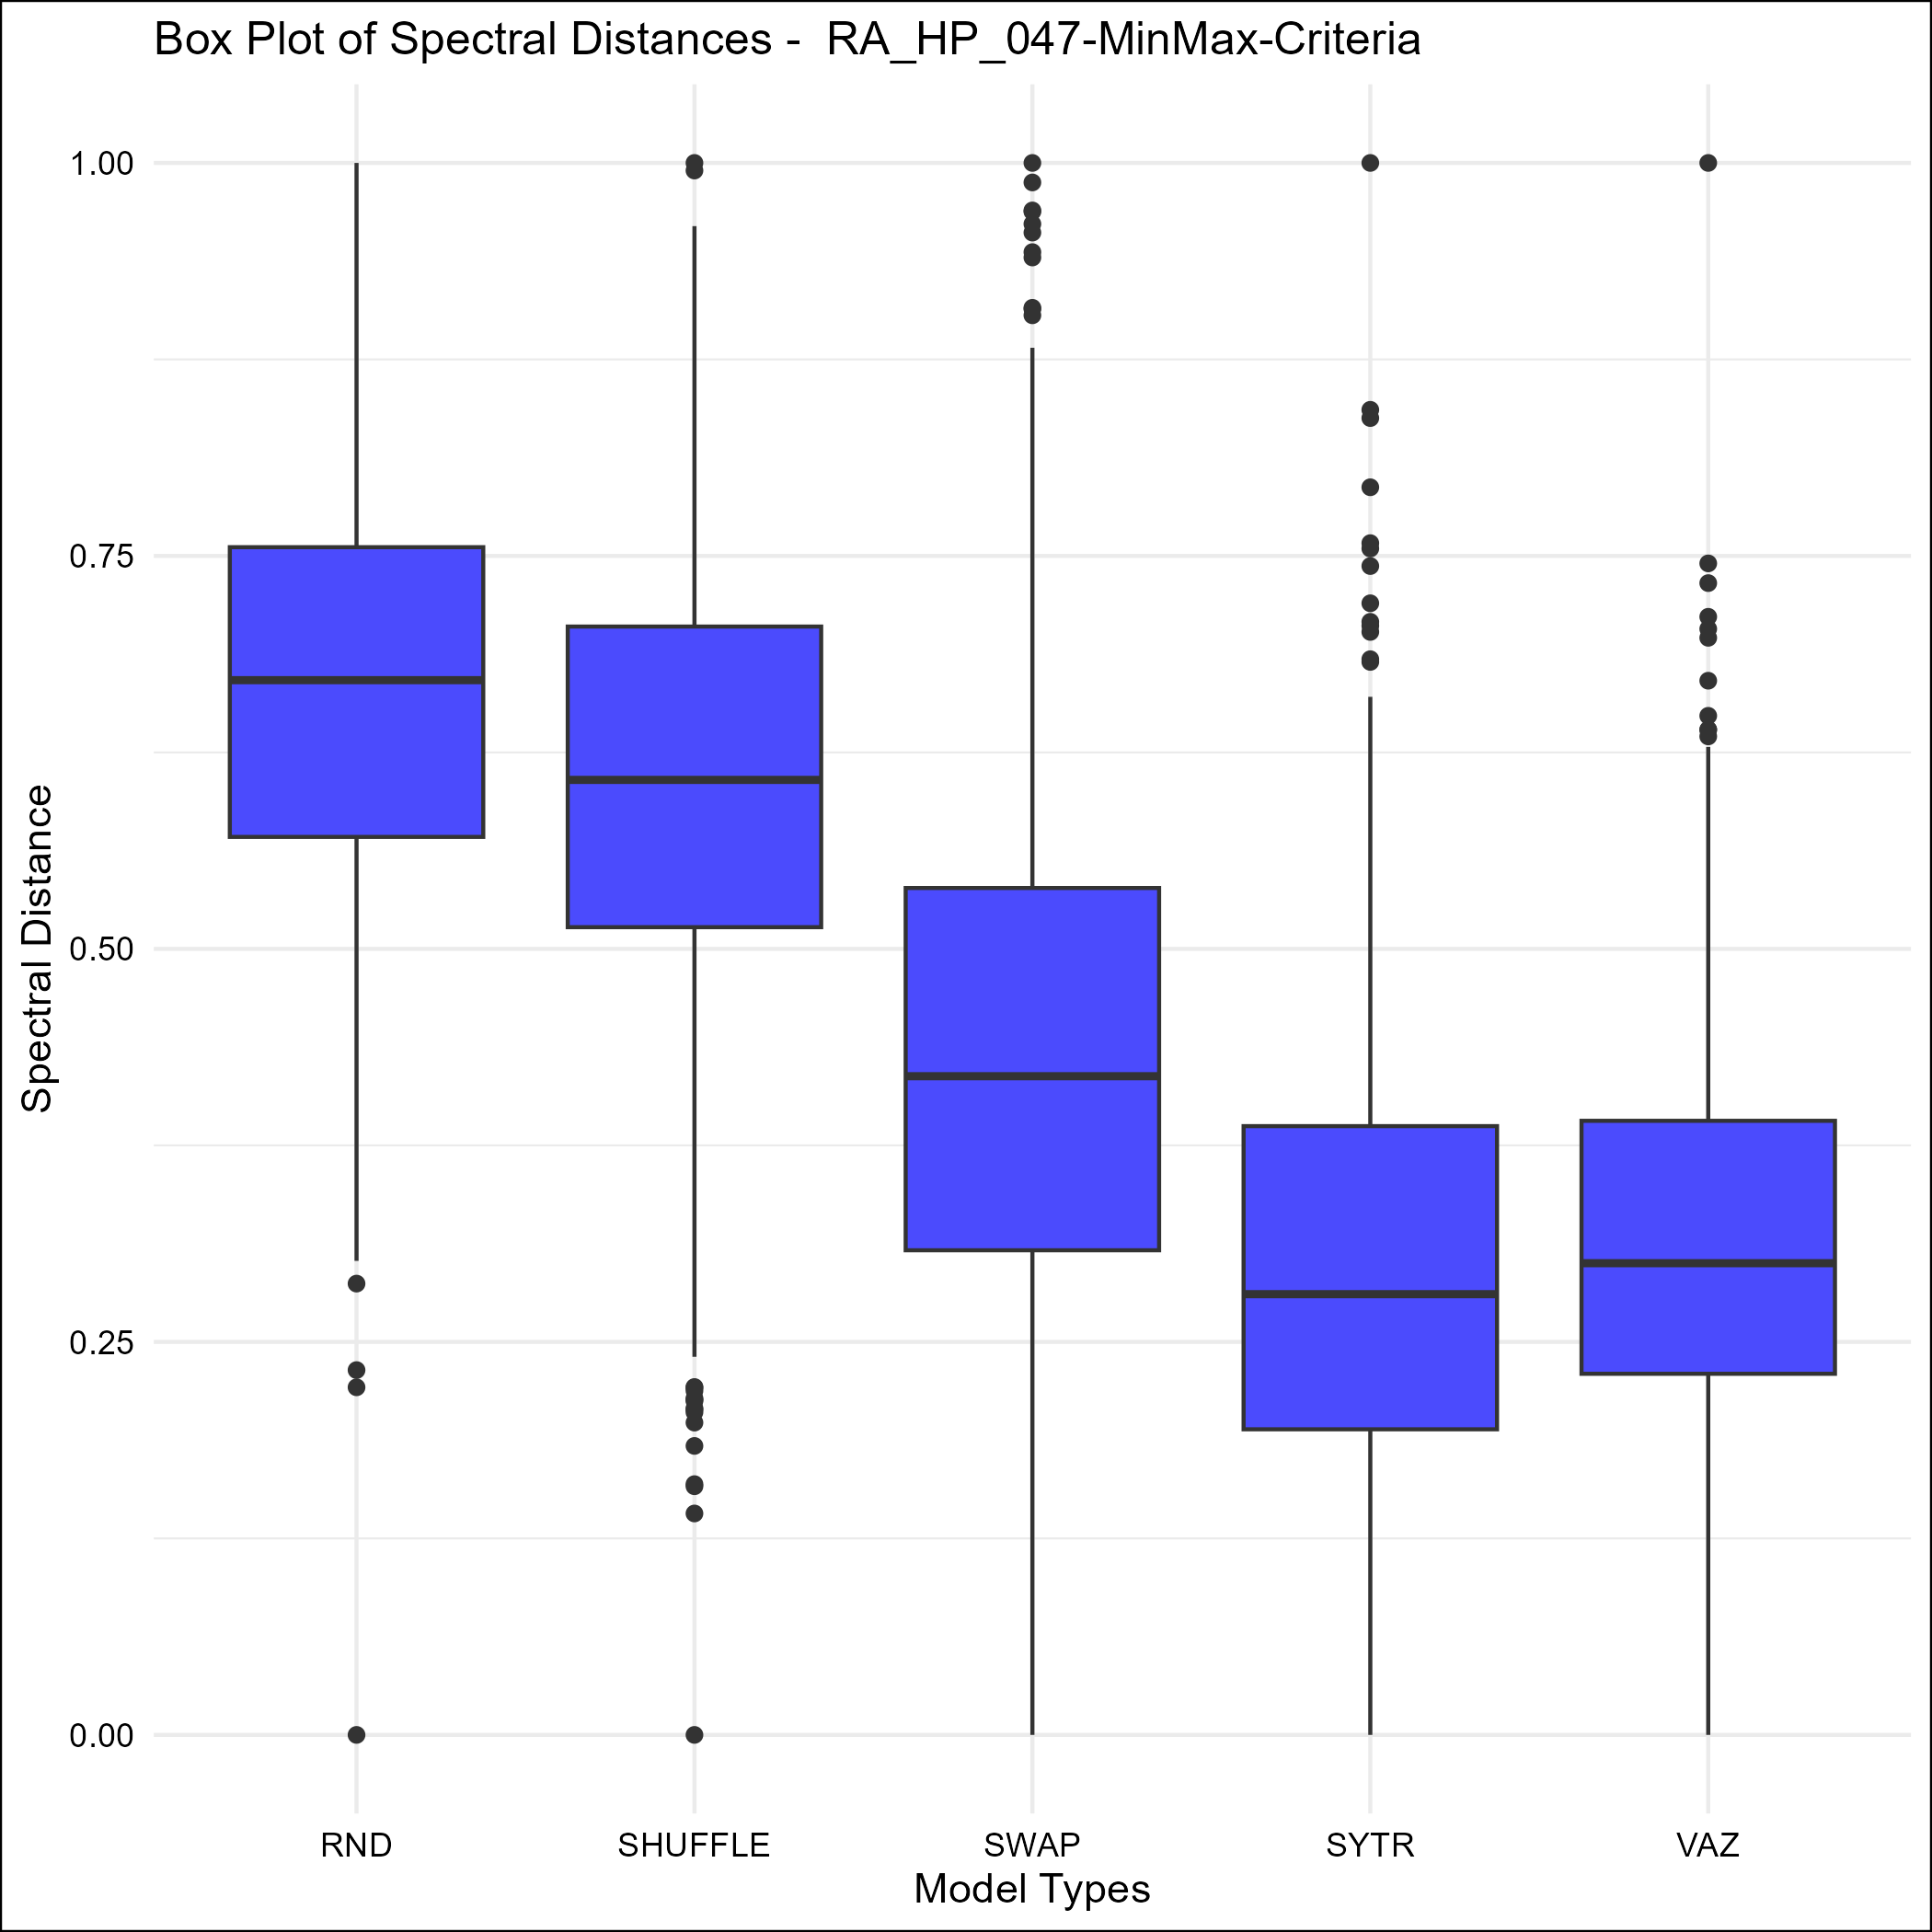 Box Plot of Spectral Distances -  RA_HP_047-MinMax-Criteria
Spectral Distance
1.00
0.75
0.50
0.25
0.00
RND SHUFFLE SWAP SYTR VAZ
Model Types